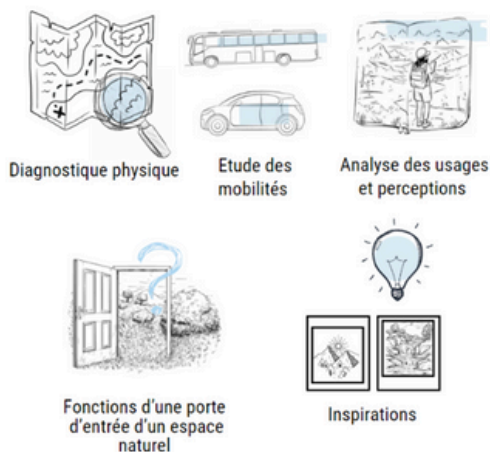 Diagnostique physique
Etude des
mobilités
Analyse des usages
et perceptions
Fonctions d'une porte
d'entrée d'un espace
naturel
Inspirations